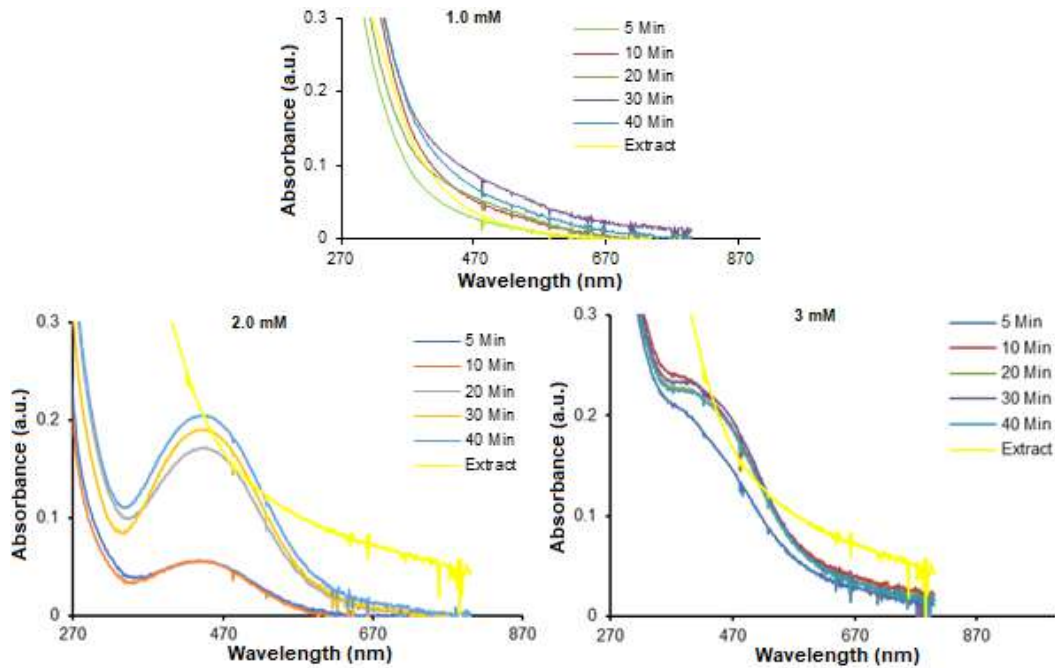 1.0 mM
0.3
0.2
0.1
0
Absorbance (a.u.)
270
470
670
870
Wavelength (nm)
5 Min
10 Min
20 Min
30 Min
40 Min
Extract
2.0 mM
0.3
0.2
0.1
0
Absorbance (a.u.)
270
470
670
870
Wavelength (nm)
5 Min
10 Min
20 Min
30 Min
40 Min
Extract
3 mM
0.3
0.2
0.1
0
Absorbance (a.u.)
270
470
670
870
Wavelength (nm)
5 Min
10 Min
20 Min
30 Min
40 Min
Extract